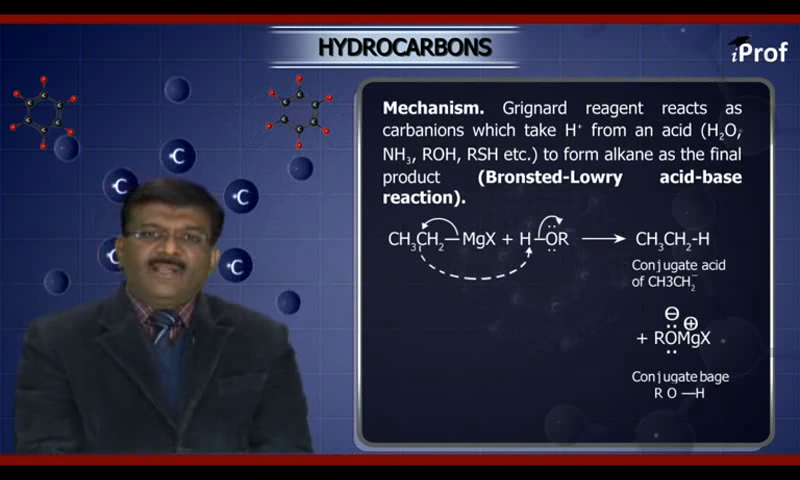 HYDROCARBONS
iProf
Mechanism. Grignard reagent reacts as
carbanions which take H⁺ from an acid (H₂O,
NH₃, ROH, RSH etc.) to form alkane as the final
product (Bronsted-Lowry acid-base
reaction).
CH₃CH₂—MgX + H—OR ⟶ CH₃CH₂-H
Conjugate acid
of CH3CH₂⁻
⊖ ⊕
+ ROMgX
Conjugate bage
R O —H
C
C
C
C